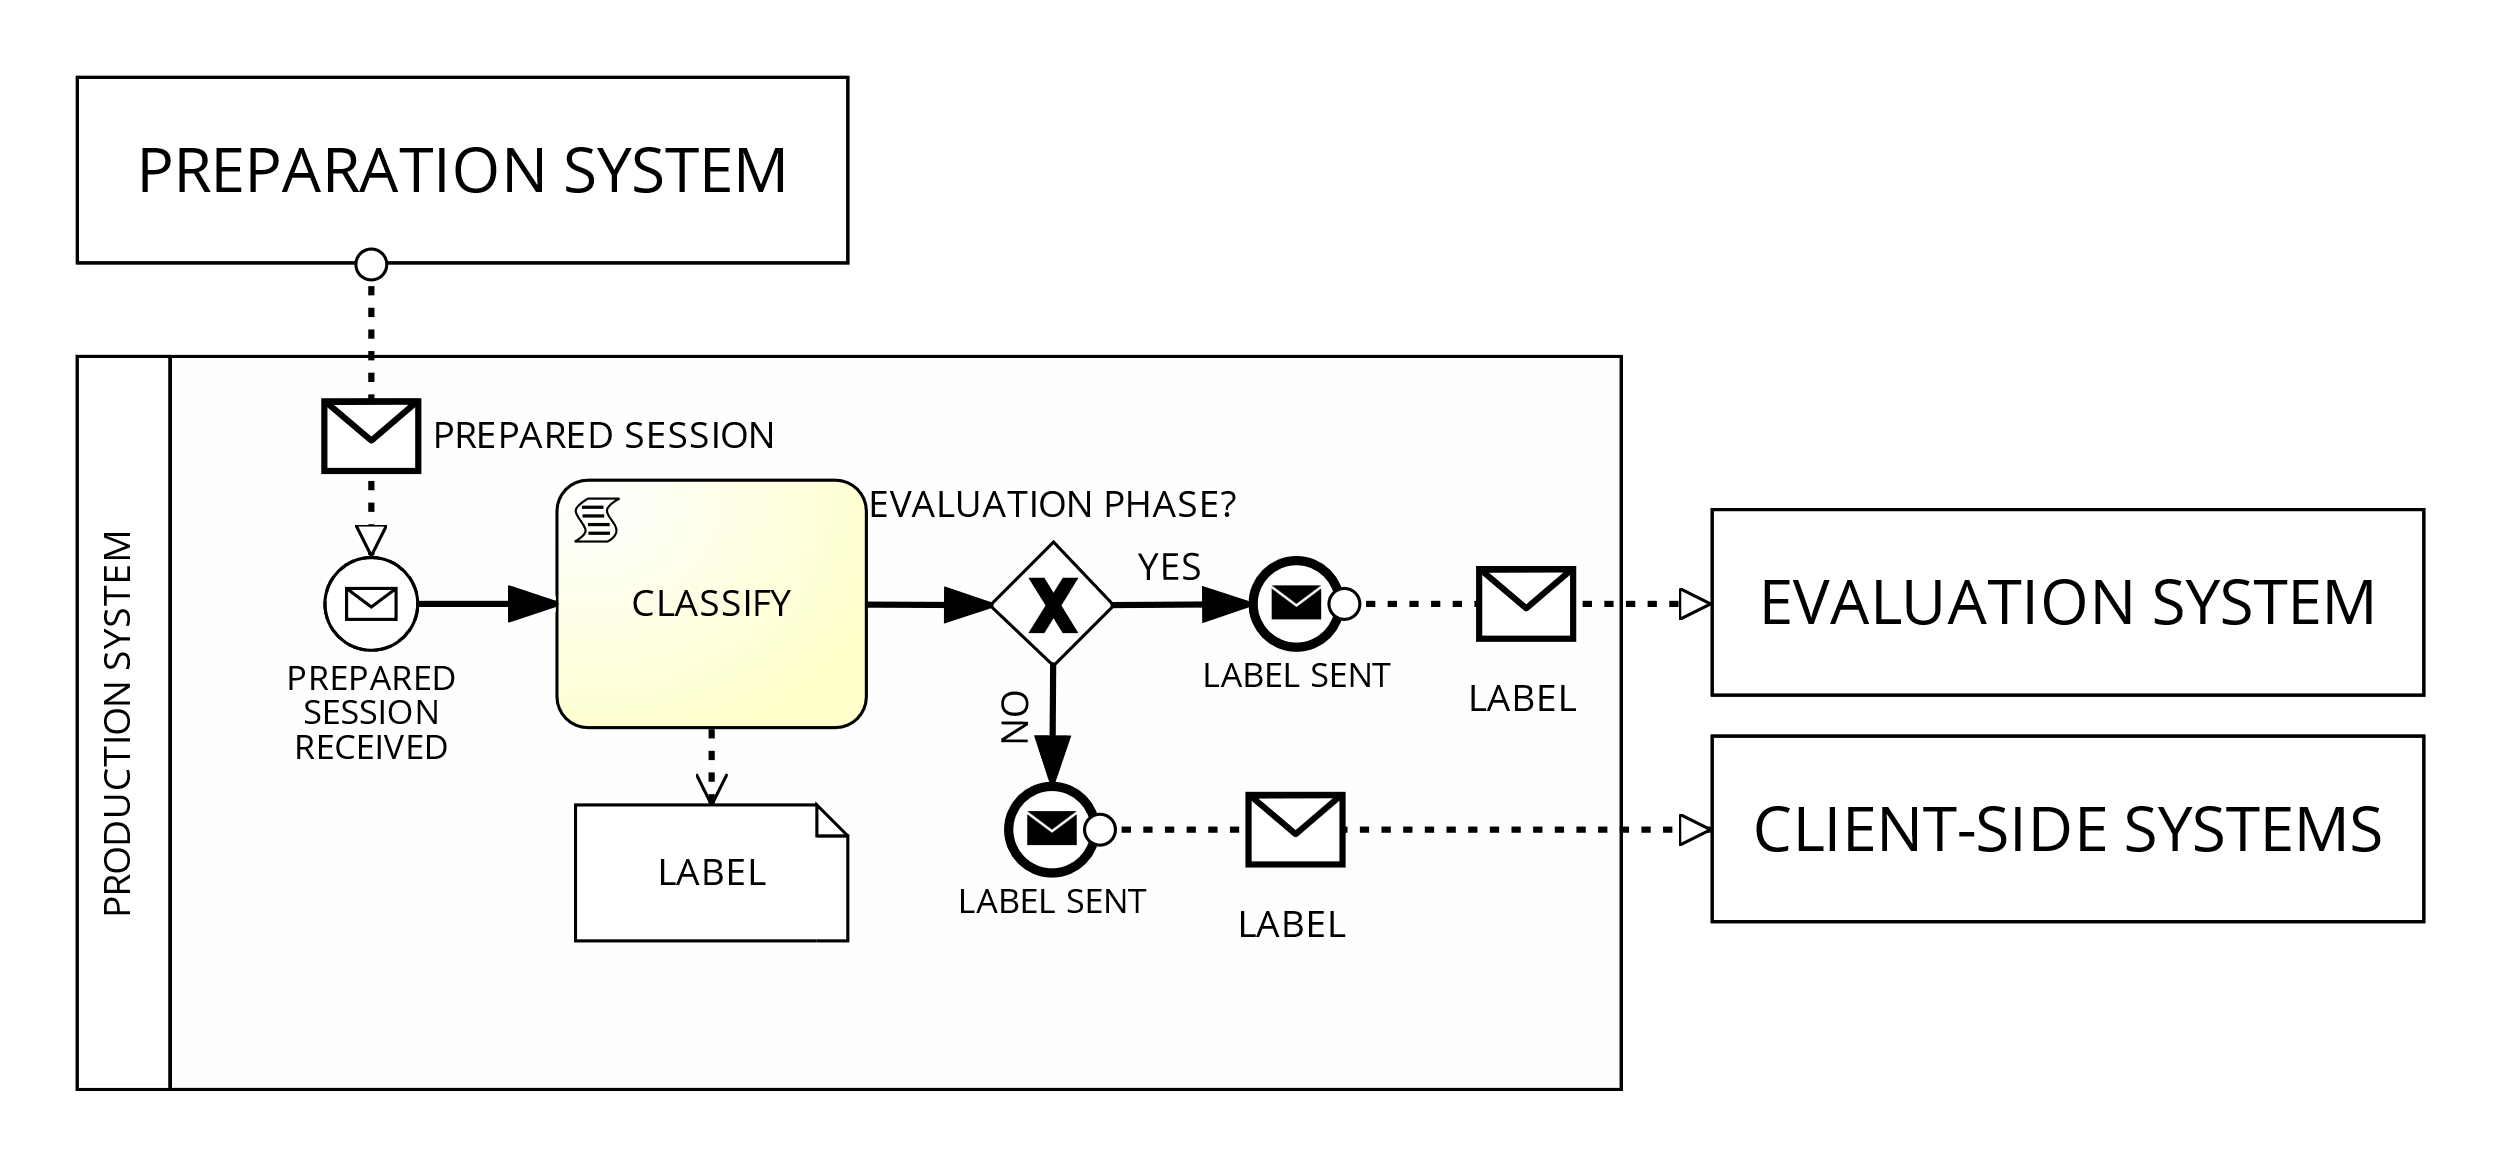 PREPARATION SYSTEM
PRODUCTION SYSTEM
PREPARED SESSION
PREPARED
SESSION
RECEIVED
CLASSIFY
LABEL
EVALUATION PHASE?
YES
NO
LABEL SENT
LABEL
EVALUATION SYSTEM
LABEL SENT
LABEL
CLIENT-SIDE SYSTEMS